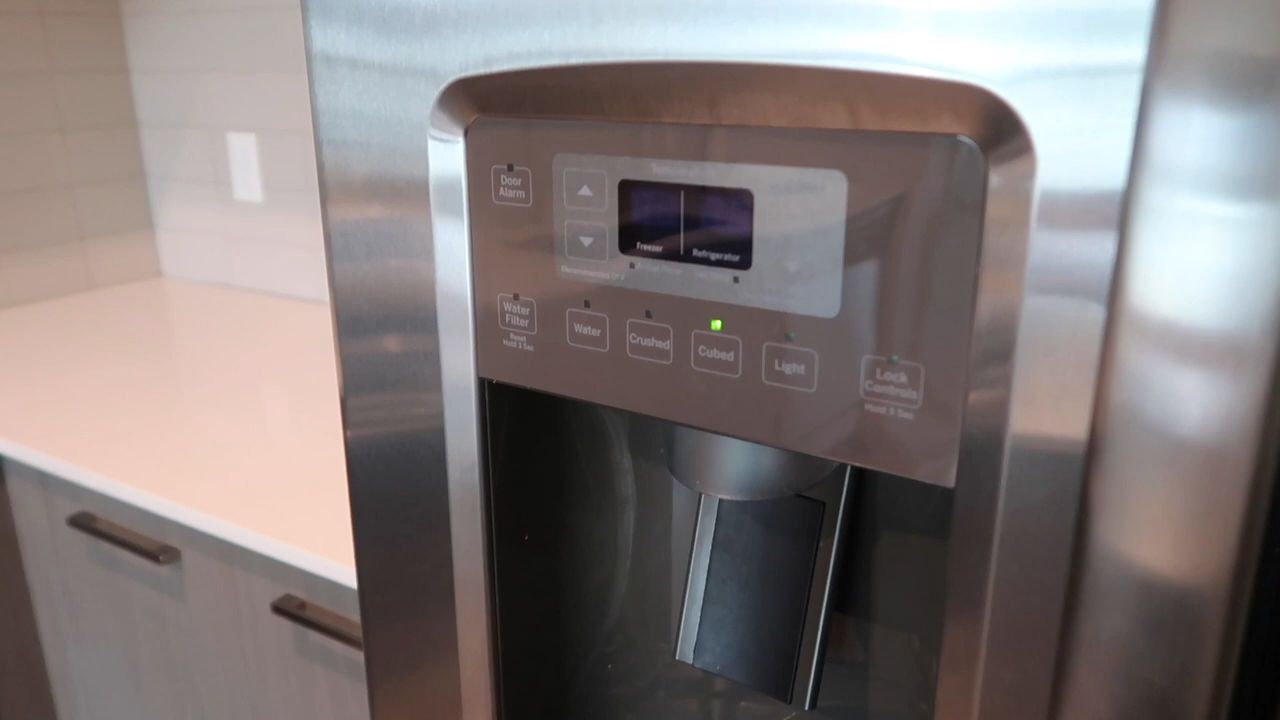 Door
Alarm
Freezer
Refrigerator
Recommended
Water
Filter
Reset
Hold 3 Sec
Water
Crushed
Cubed
Light
Lock
Controls
Hold 3 Sec